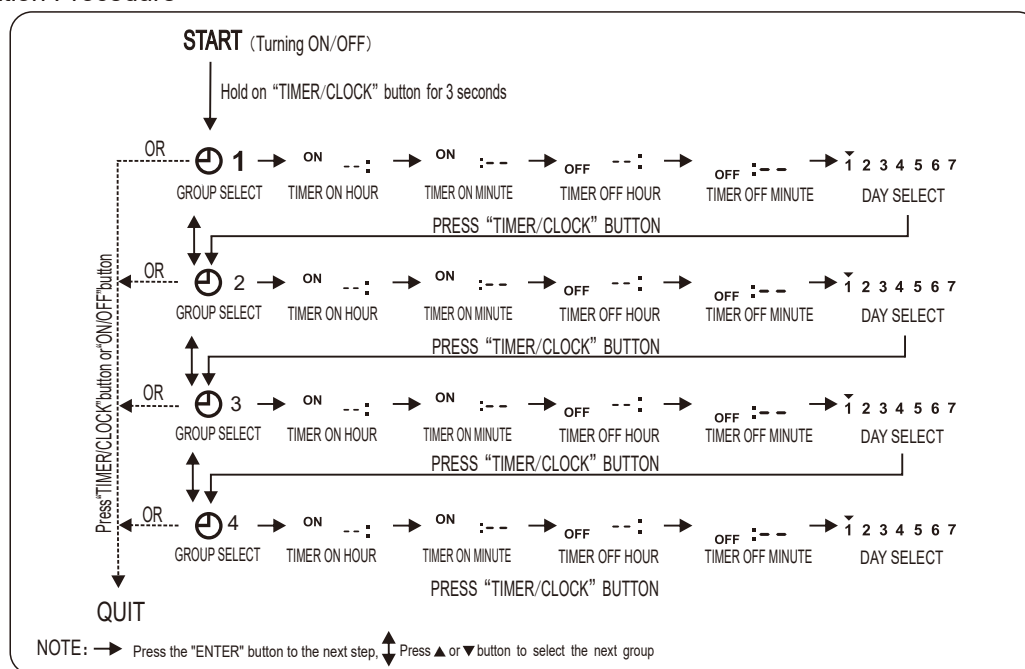 START (Turning ON/OFF)
Hold on “TIMER/CLOCK” button for 3 seconds
OR
1 ON --: ON :-- OFF --: OFF :-- 1 2 3 4 5 6 7
GROUP SELECT TIMER ON HOUR TIMER ON MINUTE TIMER OFF HOUR TIMER OFF MINUTE DAY SELECT
PRESS “TIMER/CLOCK” BUTTON
OR
2 ON --: ON :-- OFF --: OFF :-- 1 2 3 4 5 6 7
GROUP SELECT TIMER ON HOUR TIMER ON MINUTE TIMER OFF HOUR TIMER OFF MINUTE DAY SELECT
PRESS “TIMER/CLOCK” BUTTON
OR
3 ON --: ON :-- OFF --: OFF :-- 1 2 3 4 5 6 7
GROUP SELECT TIMER ON HOUR TIMER ON MINUTE TIMER OFF HOUR TIMER OFF MINUTE DAY SELECT
PRESS “TIMER/CLOCK” BUTTON
OR
4 ON --: ON :-- OFF --: OFF :-- 1 2 3 4 5 6 7
GROUP SELECT TIMER ON HOUR TIMER ON MINUTE TIMER OFF HOUR TIMER OFF MINUTE DAY SELECT
PRESS “TIMER/CLOCK” BUTTON
Press“TIMER/CLOCK”button or“ON/OFF”button
QUIT
NOTE: → Press the "ENTER" button to the next step, ↕ Press ▲ or ▼ button to select the next group